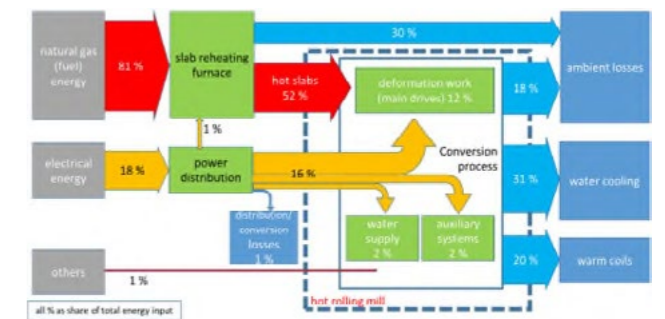 natural gas
(fuel)
energy
81 %
slab reheating
furnace
30 %
hot slabs
52 %
deformation work
(main drives) 12 %
18 %
ambient losses
1 %
electrical
energy
18 %
power
distribution
16 %
Conversion
process
31 %
water cooling
distribution/
conversion
losses
1 %
water
supply
2 %
auxiliary
systems
2 %
20 %
warm coils
others
1 %
hot rolling mill
all % as share of total energy input